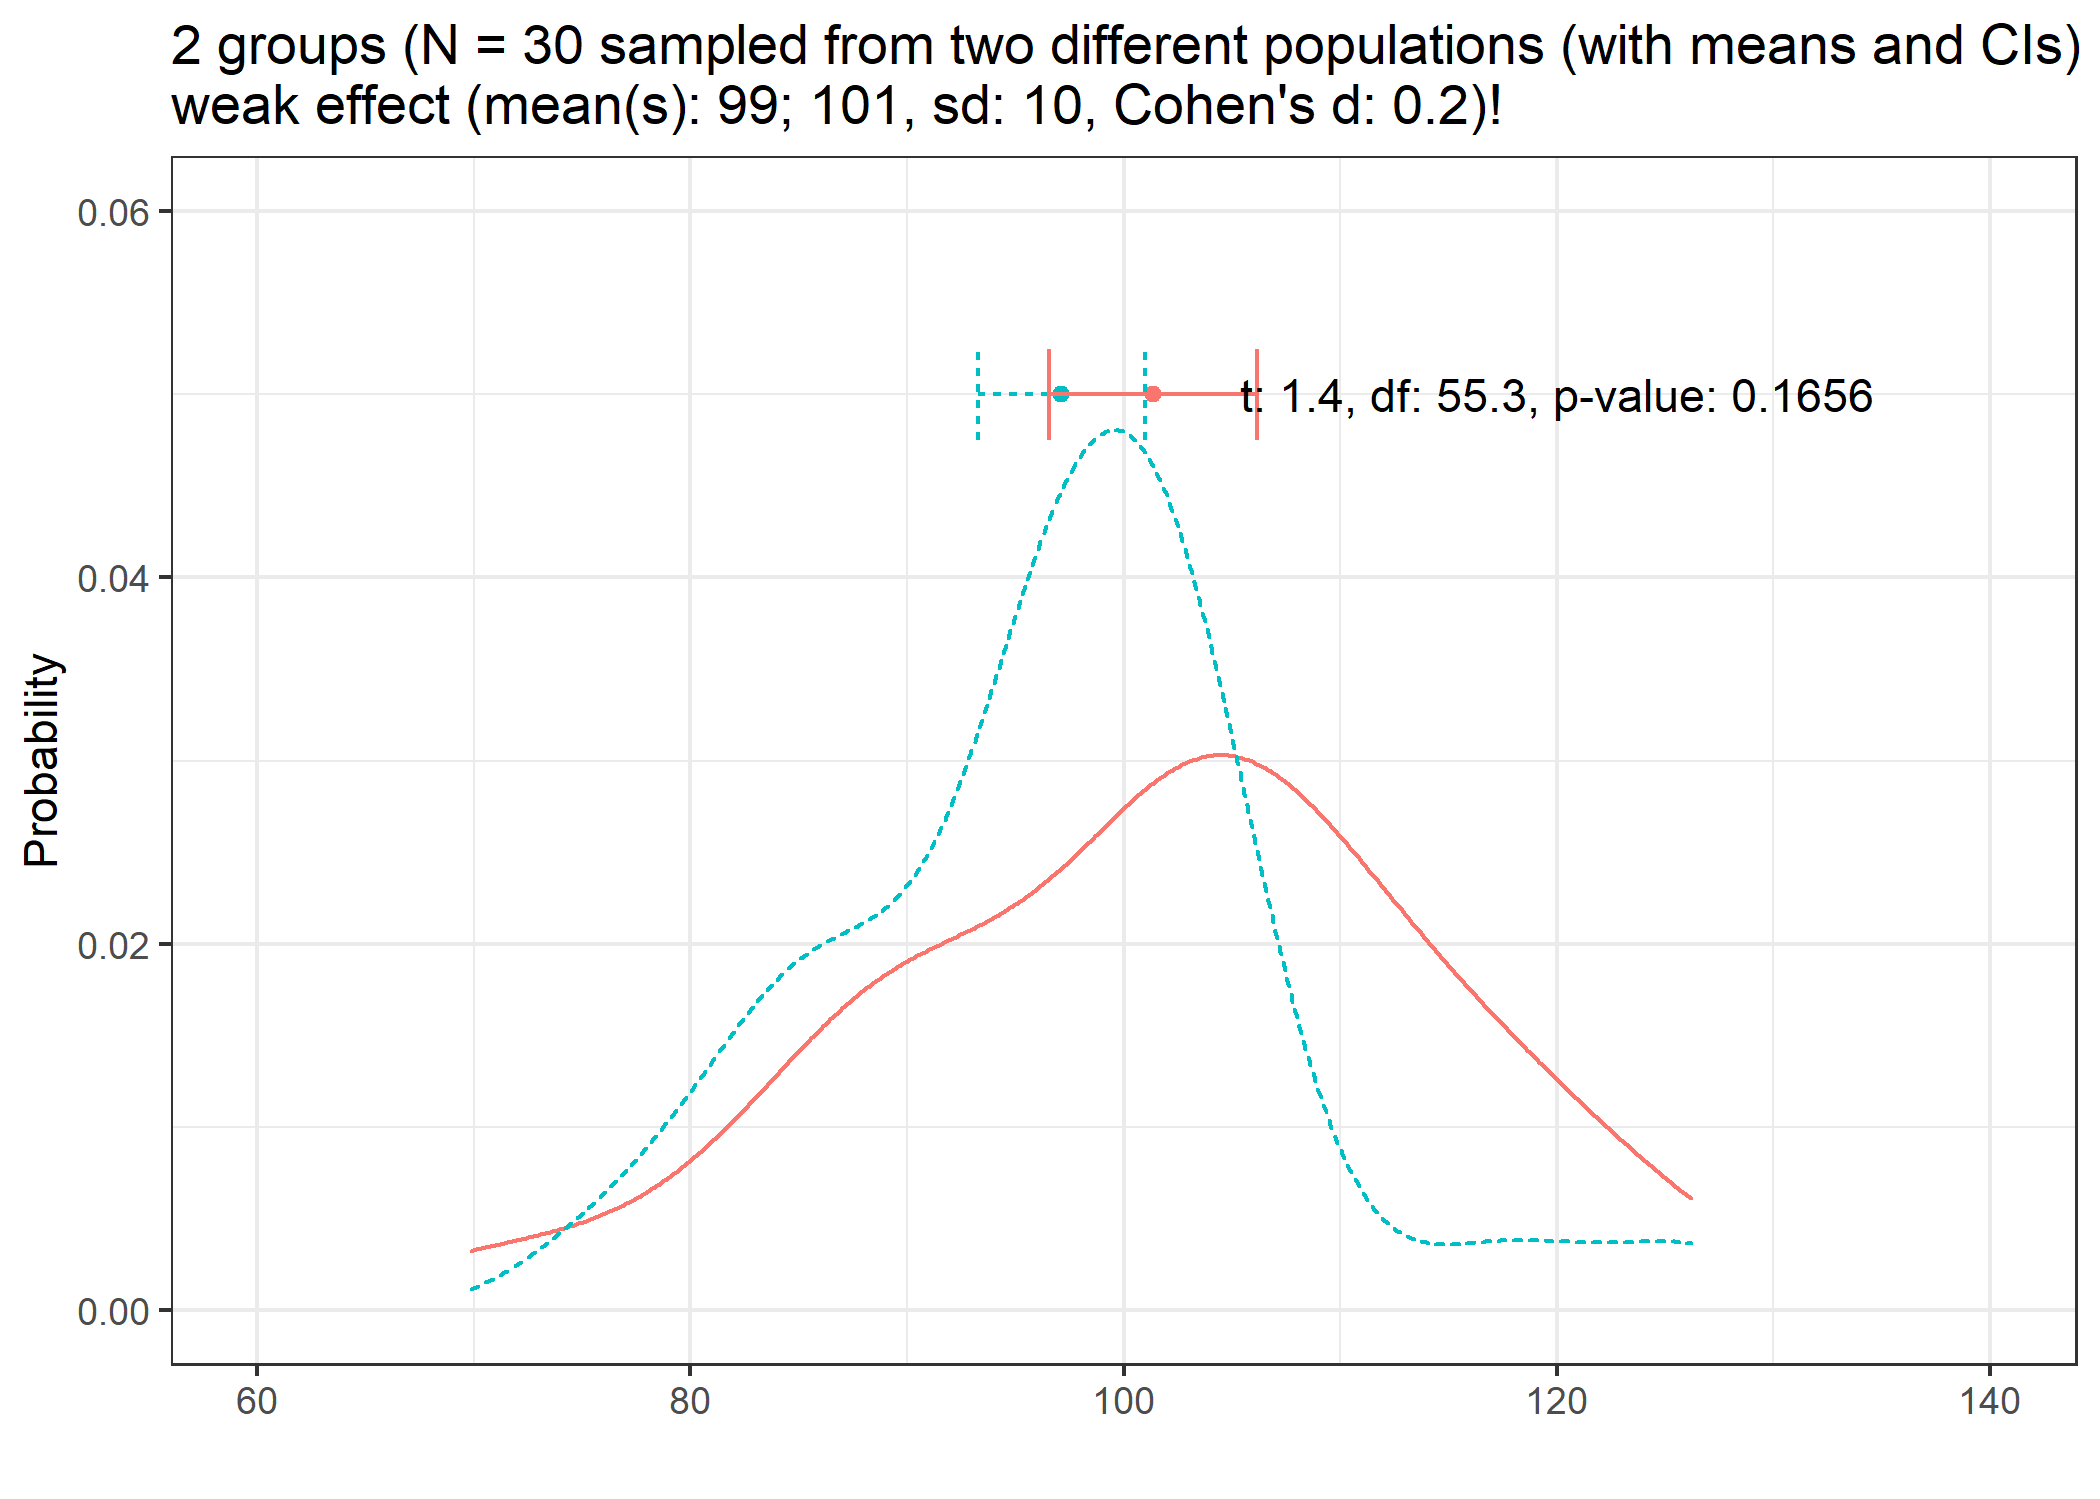 2 groups (N = 30 sampled from two different populations (with means and CIs)
weak effect (mean(s): 99; 101, sd: 10, Cohen's d: 0.2)!
0.06
t: 1.4, df: 55.3, p-value: 0.1656
0.04
Probability
0.02
0.00
60 80 100 120 140